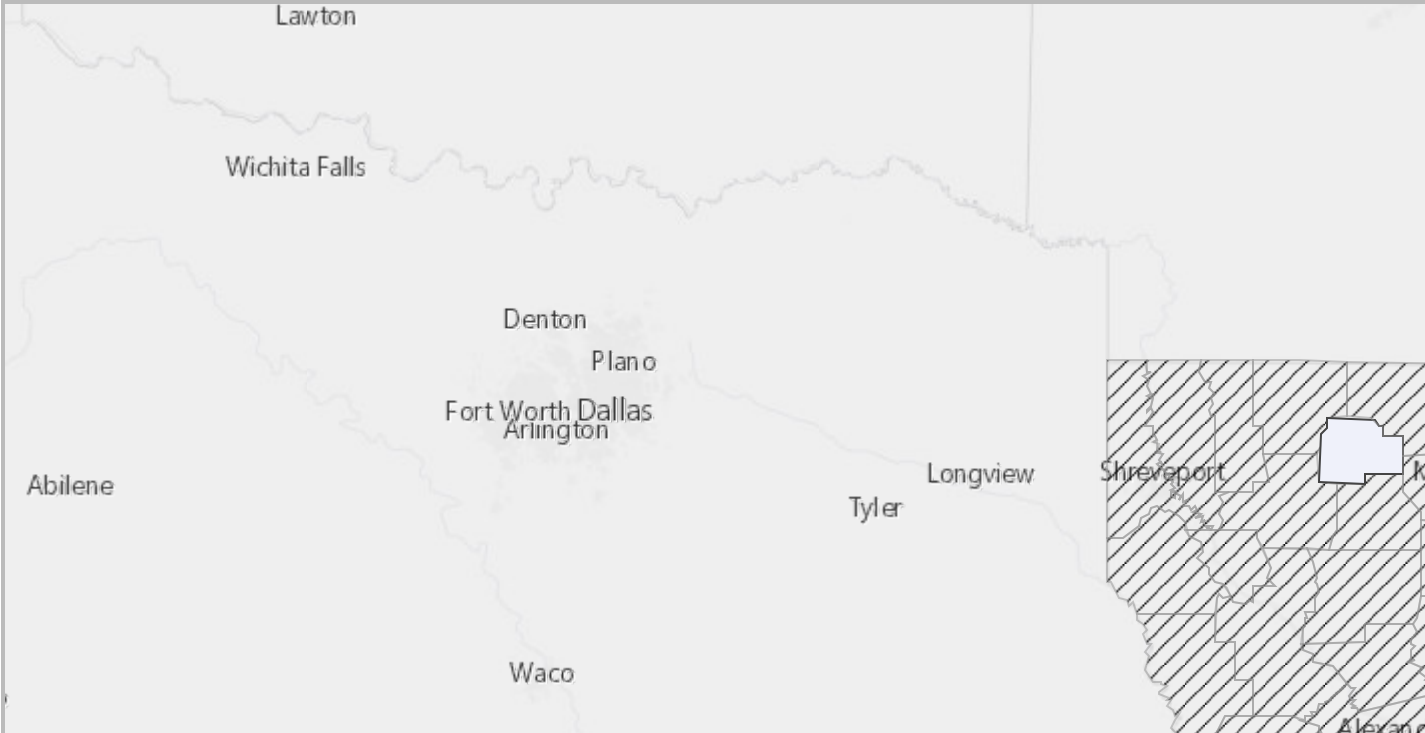 Lawton
Wichita Falls
Denton
Plano
Fort Worth Dallas
Arlington
Abilene
Longview
Shreveport
Tyler
Waco